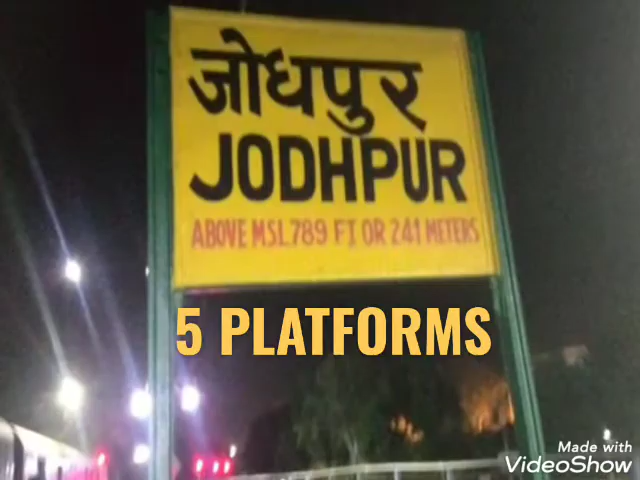 जोधपुर
JODHPUR
ABOVE MSL.789 FT OR 241 METERS
5 PLATFORMS
Made with
VideoShow